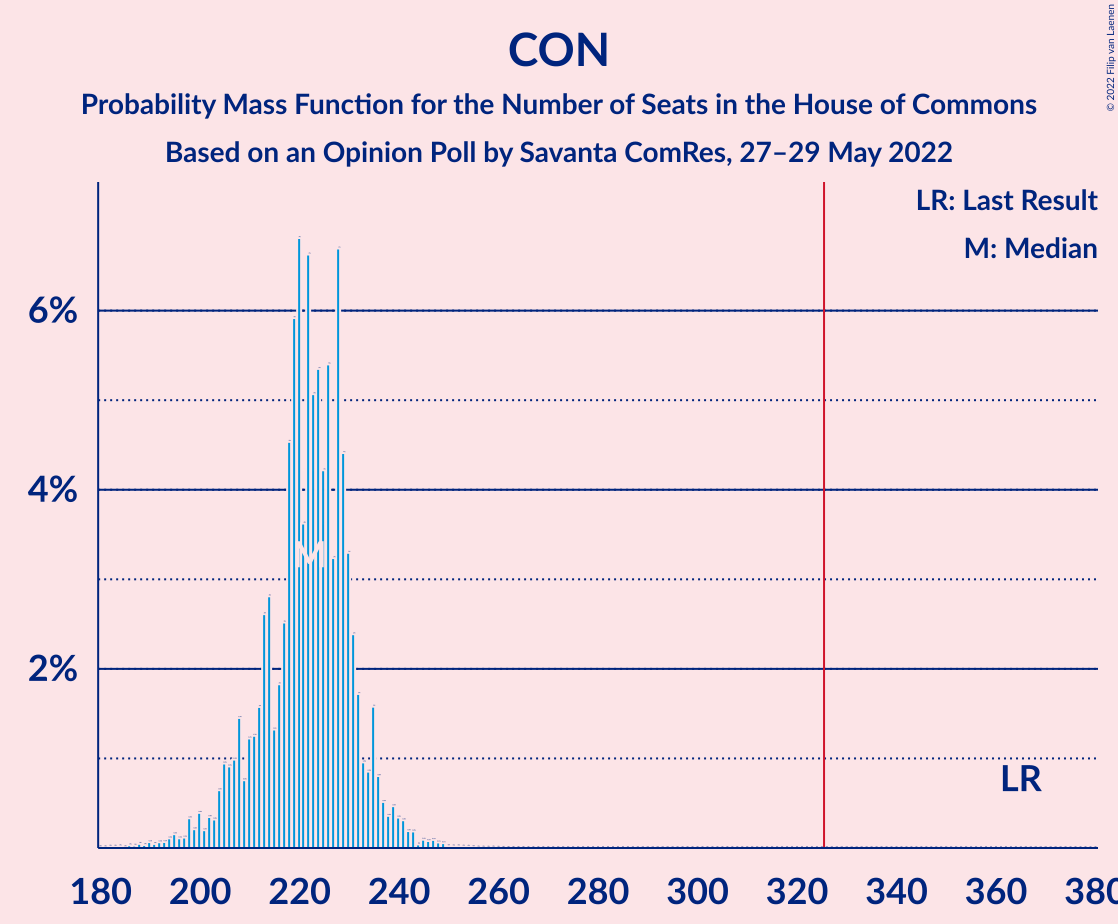 CON
Probability Mass Function for the Number of Seats in the House of Commons
Based on an Opinion Poll by Savanta ComRes, 27–29 May 2022
© 2022 Filip van Laenen
LR: Last Result
M: Median
6%
4%
2%
M
LR
180 200 220 240 260 280 300 320 340 360 380